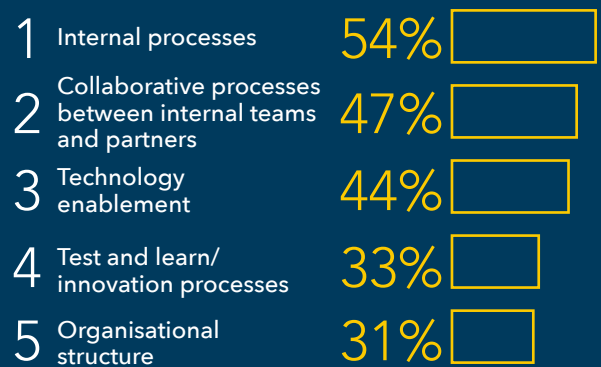 1 Internal processes 54%
Collaborative processes
2 between internal teams 47%
and partners
3 Technology 44%
enablement
4 Test and learn/ 33%
innovation processes
5 Organisational 31%
structure